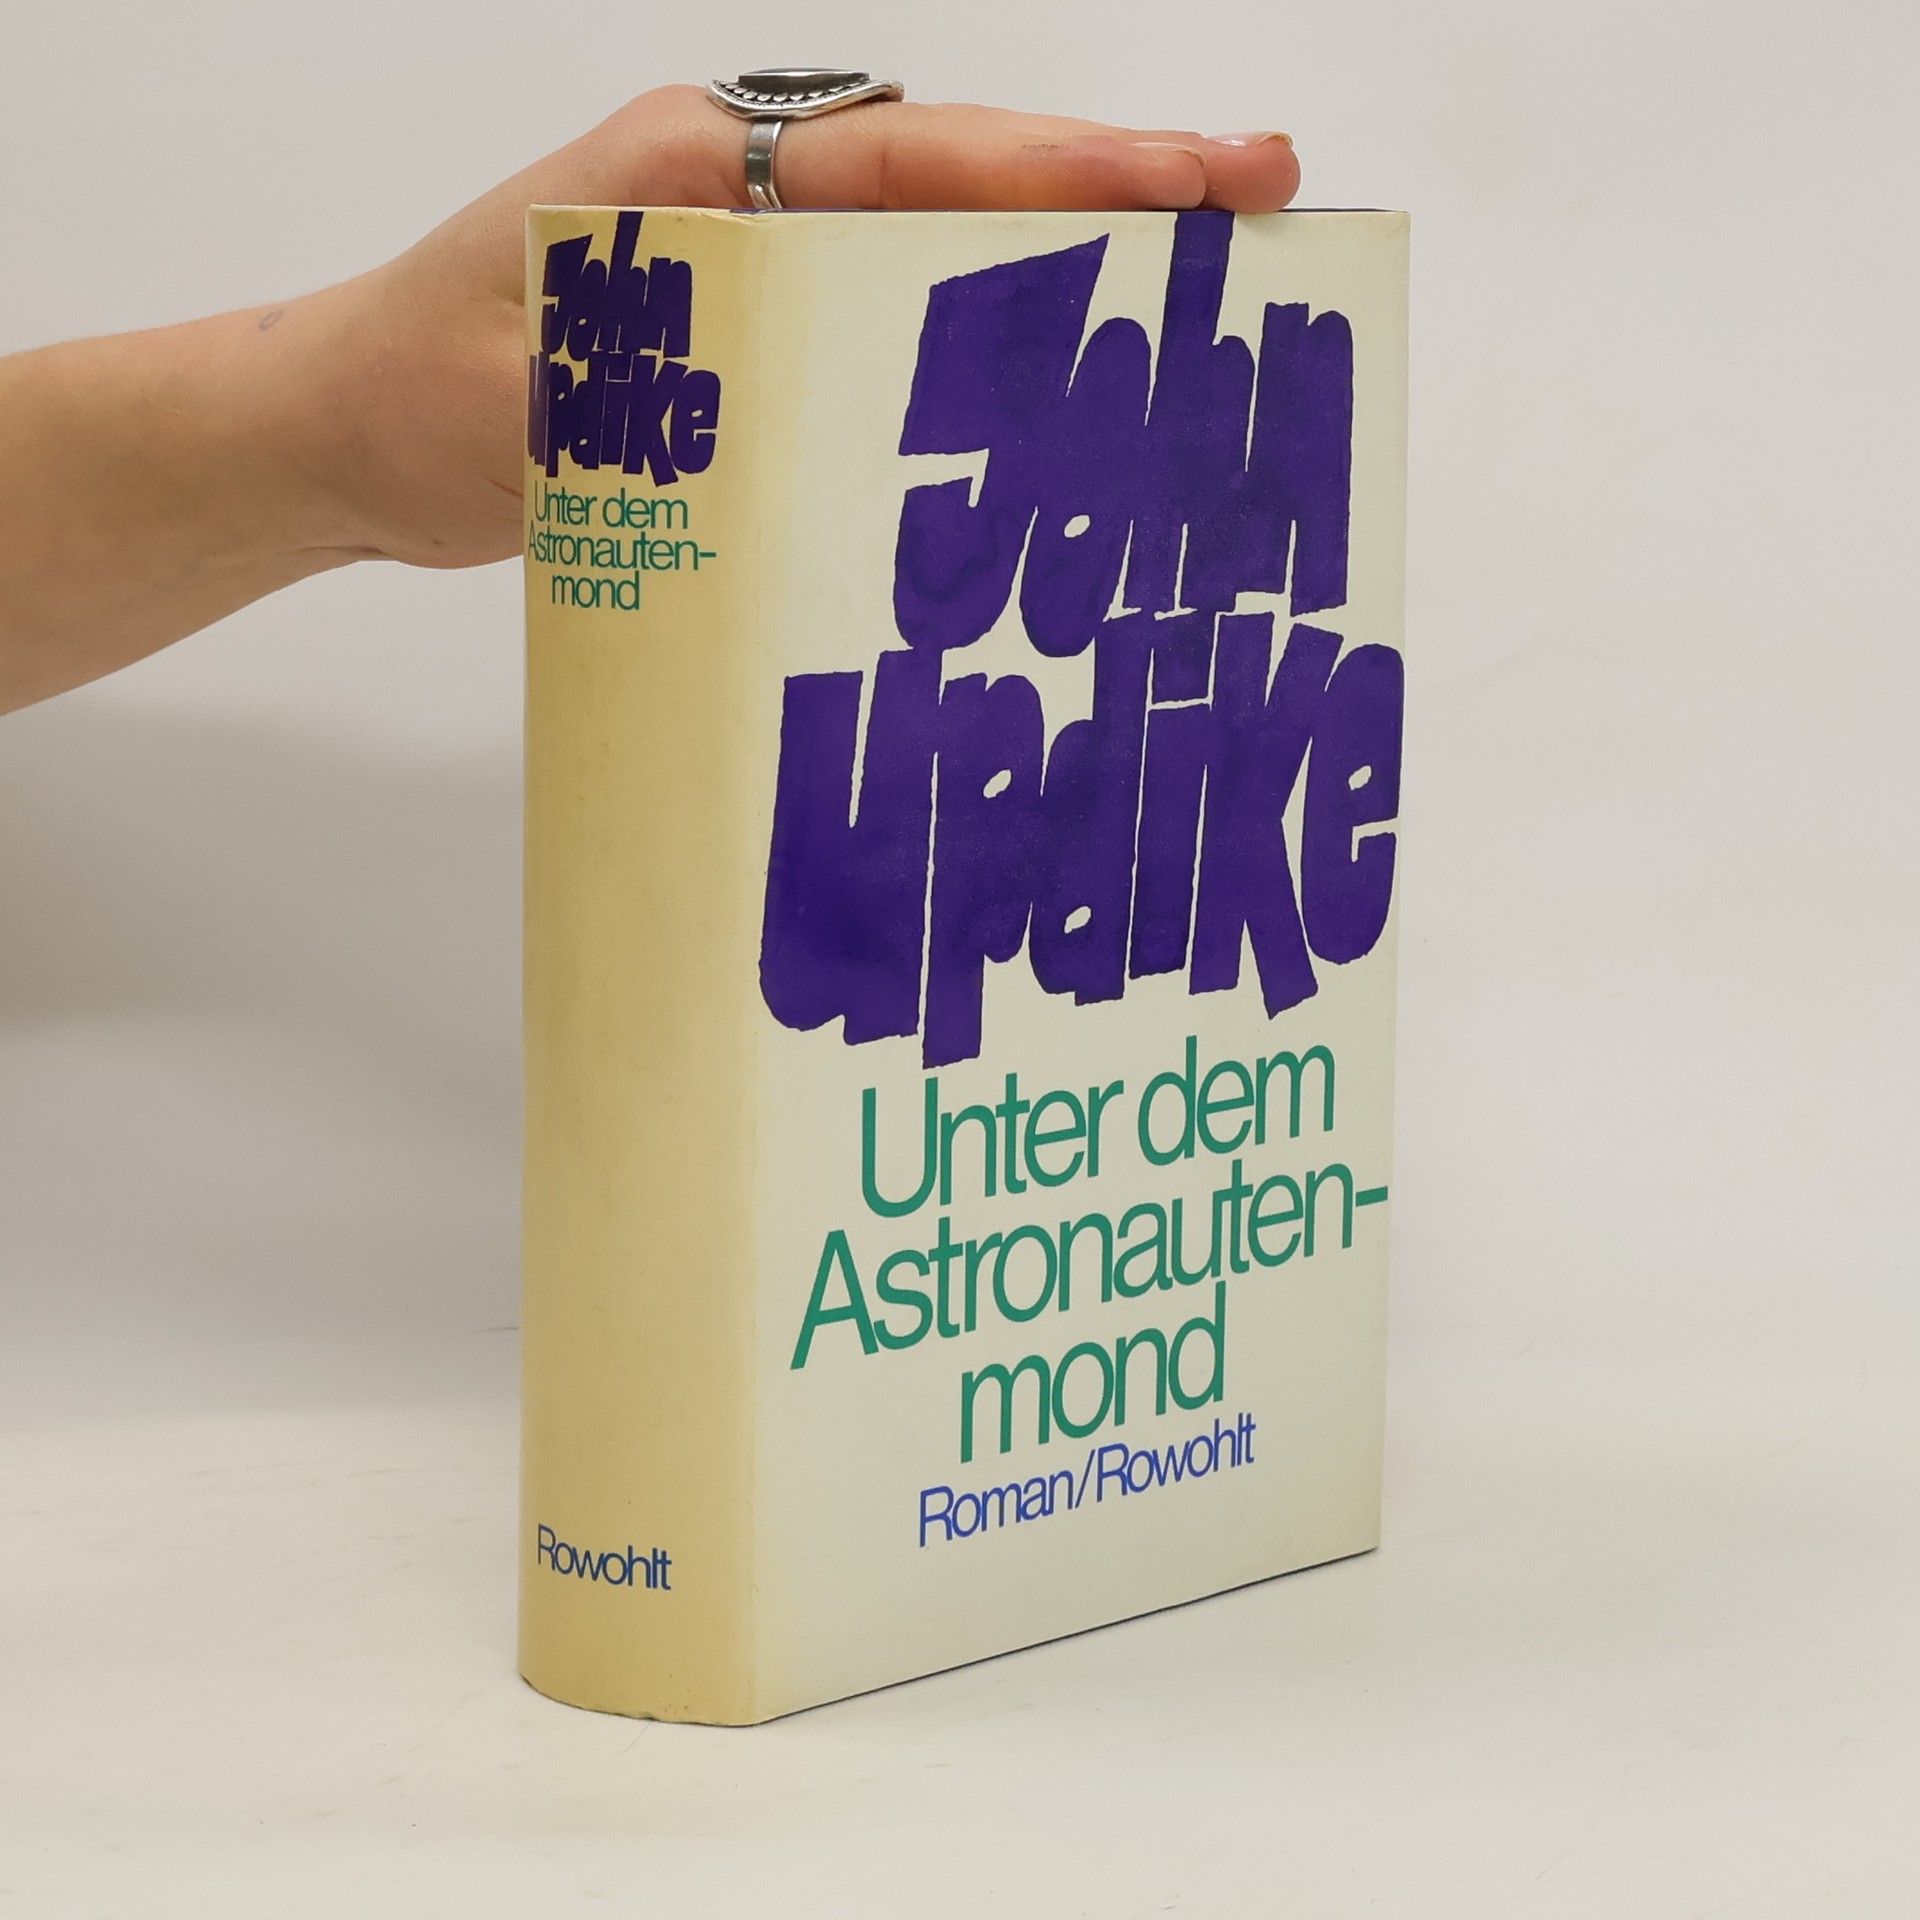 John
Updike
Unter dem
Astronauten-
mond
Rowohlt
John
Updike
Unter dem
Astronauten-
mond
Roman/Rowohlt